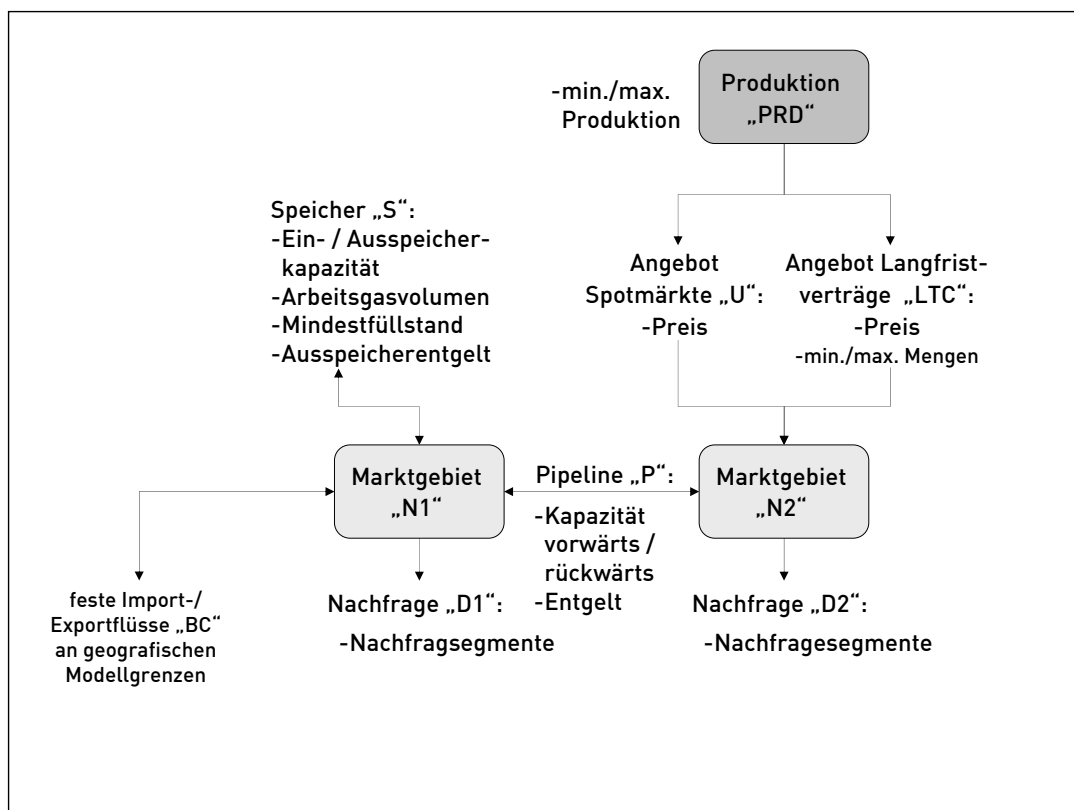 Produktion
„PRD“
-min./max.
Produktion
Speicher „S“:
-Ein- / Ausspeicher-
kapazität
-Arbeitsgasvolumen
-Mindestfüllstand
-Ausspeicherentgelt
Angebot
Spotmärkte „U“:
-Preis
Angebot Langfrist-
verträge „LTC“:
-Preis
-min./max. Mengen
Marktgebiet
„N1“
Pipeline „P“:
-Kapazität
vorwärts /
rückwärts
-Entgelt
Marktgebiet
„N2“
feste Import-/
Exportflüsse „BC“
an geografischen
Modellgrenzen
Nachfrage „D1“:
-Nachfragsegmente
Nachfrage „D2“:
-Nachfragesegmente